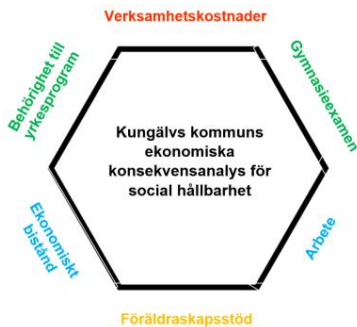 Verksamhetskostnader
Behörighet till
yrkesprogram
Gymnasieexamen
Kungälvs kommuns
ekonomiska
konsekvensanalys för
social hållbarhet
Ekonomiskt
bistånd
Arbete
Föräldraskapsstöd